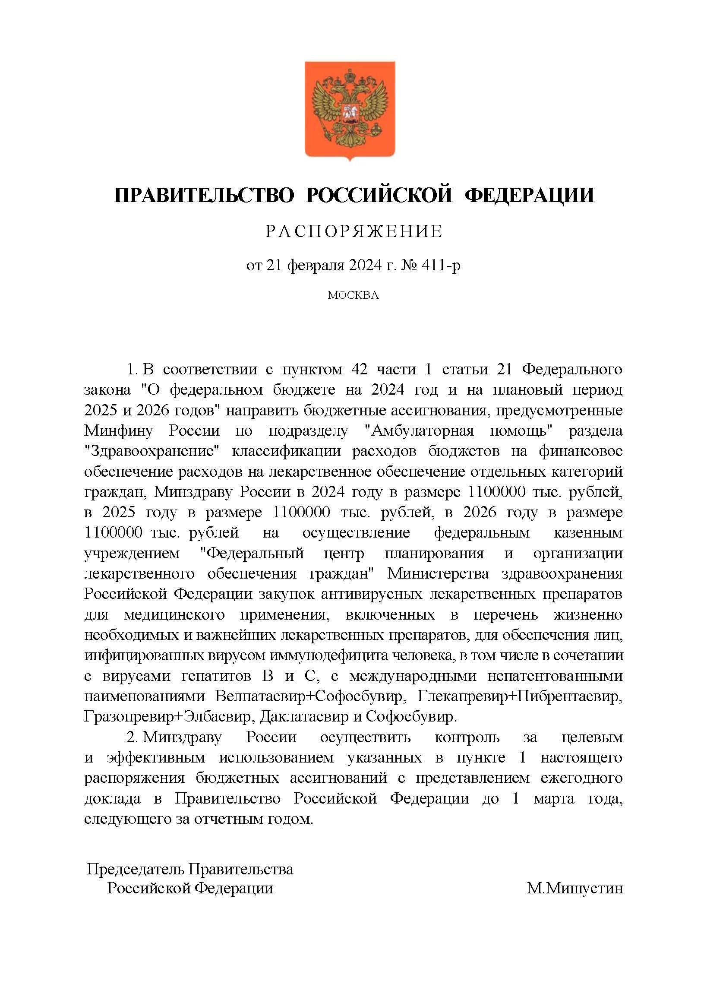 ПРАВИТЕЛЬСТВО РОССИЙСКОЙ ФЕДЕРАЦИИ
РАСПОРЯЖЕНИЕ
от 21 февраля 2024 г. № 411-р
МОСКВА
1. В соответствии с пунктом 42 части 1 статьи 21 Федерального
закона "О федеральном бюджете на 2024 год и на плановый период
2025 и 2026 годов" направить бюджетные ассигнования, предусмотренные
Минфину России по подразделу "Амбулаторная помощь" раздела
"Здравоохранение" классификации расходов бюджетов на финансовое
обеспечение расходов на лекарственное обеспечение отдельных категорий
граждан, Минздраву России в 2024 году в размере 1100000 тыс. рублей,
в 2025 году в размере 1100000 тыс. рублей, в 2026 году в размере
1100000 тыс. рублей на осуществление федеральным казенным
учреждением "Федеральный центр планирования и организации
лекарственного обеспечения граждан" Министерства здравоохранения
Российской Федерации закупок антивирусных лекарственных препаратов
для медицинского применения, включенных в перечень жизненно
необходимых и важнейших лекарственных препаратов, для обеспечения лиц,
инфицированных вирусом иммунодефицита человека, в том числе в сочетании
с вирусами гепатитов В и С, с международными непатентованными
наименованиями Велпатасвир+Софосбувир, Глекапревир+Пибрентасвир,
Гразопревир+Элбасвир, Даклатасвир и Софосбувир.
2. Минздраву России осуществить контроль за целевым
и эффективным использованием указанных в пункте 1 настоящего
распоряжения бюджетных ассигнований с представлением ежегодного
доклада в Правительство Российской Федерации до 1 марта года,
следующего за отчетным годом.
Председатель Правительства
Российской Федерации М.Мишустин